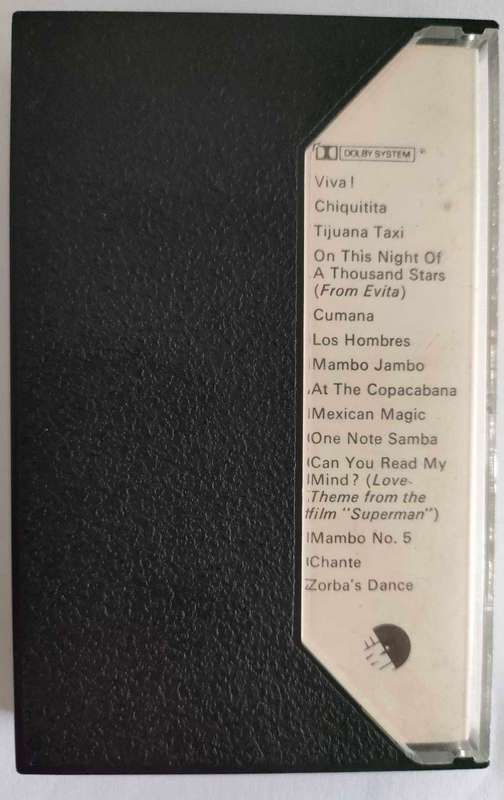 DOLBY SYSTEM ®
Viva!
Chiquitita
Tijuana Taxi
On This Night Of
A Thousand Stars
(From Evita)
Cumana
Los Hombres
Mambo Jambo
At The Copacabana
Mexican Magic
One Note Samba
Can You Read My
Mind? (Love-
Theme from the
film "Superman")
Mambo No. 5
Chante
Zorba's Dance
EMI